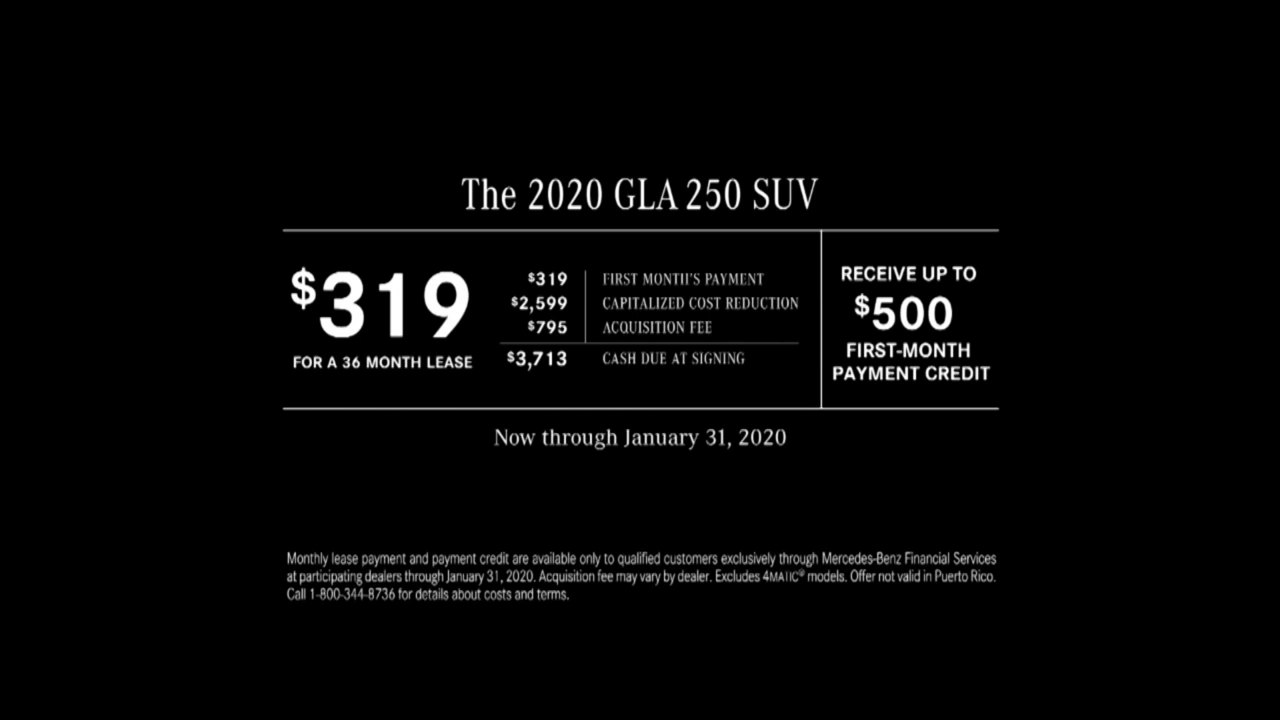 The 2020 GLA 250 SUV
$319
FOR A 36 MONTH LEASE
$319 FIRST MONTH'S PAYMENT
$2,599 CAPITALIZED COST REDUCTION
$795 ACQUISITION FEE
$3,713 CASH DUE AT SIGNING
RECEIVE UP TO
$500
FIRST-MONTH
PAYMENT CREDIT
Now through January 31, 2020
Monthly lease payment and payment credit are available only to qualified customers exclusively through Mercedes-Benz Financial Services
at participating dealers through January 31, 2020. Acquisition fee may vary by dealer. Excludes 4MATIC® models. Offer not valid in Puerto Rico.
Call 1-800-344-8736 for details about costs and terms.